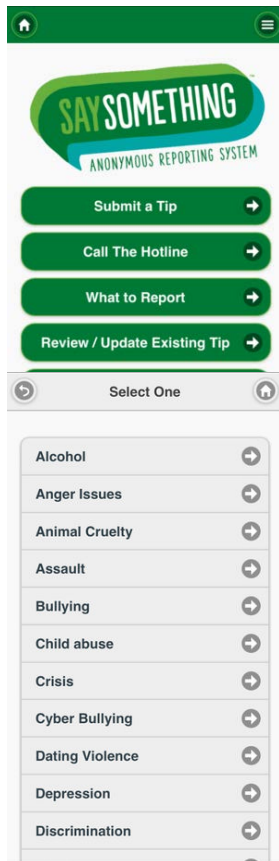 SAY SOMETHING
ANONYMOUS REPORTING SYSTEM
Submit a Tip
Call The Hotline
What to Report
Review / Update Existing Tip
Select One
Alcohol
Anger Issues
Animal Cruelty
Assault
Bullying
Child abuse
Crisis
Cyber Bullying
Dating Violence
Depression
Discrimination